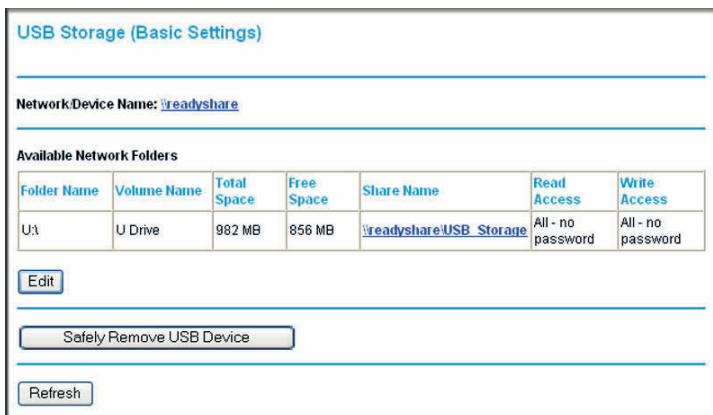 USB Storage (Basic Settings)
Network/Device Name: \\readyshare
Available Network Folders
Folder Name Volume Name Total Space Free Space Share Name Read Access Write Access
U:\ U Drive 982 MB 856 MB \\readyshare\USB_Storage All - no password All - no password
Edit
Safely Remove USB Device
Refresh